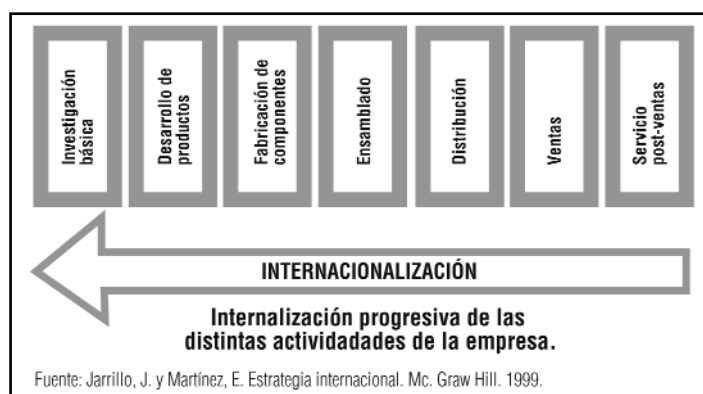 Investigación
básica
Desarrollo de
productos
Fabricación de
componentes
Ensamblado
Distribución
Ventas
Servicio
post-ventas
INTERNACIONALIZACIÓN
Internalización progresiva de las
distintas actividadades de la empresa.
Fuente: Jarrillo, J. y Martínez, E. Estrategia internacional. Mc. Graw Hill. 1999.